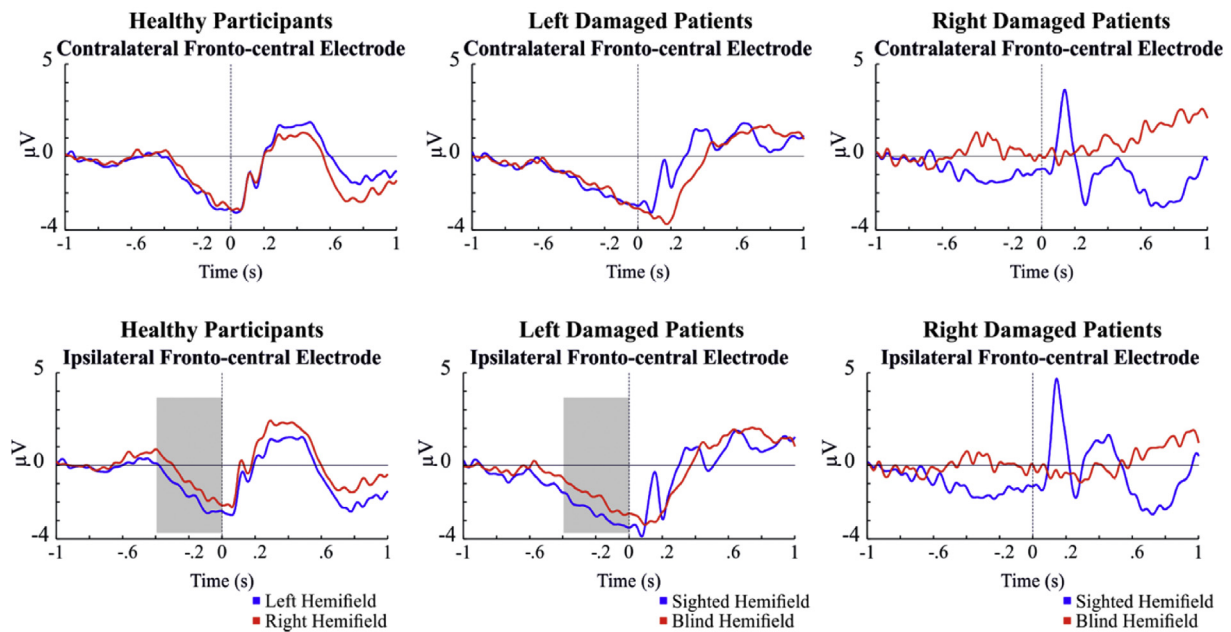 Healthy Participants
Contralateral Fronto-central Electrode
5
μV
0
-4
-1 -.6 -.2 0 .2 .6 1
Time (s)
Left Damaged Patients
Contralateral Fronto-central Electrode
5
μV
0
-4
-1 -.6 -.2 0 .2 .6 1
Time (s)
Right Damaged Patients
Contralateral Fronto-central Electrode
5
μV
0
-4
-1 -.6 -.2 0 .2 .6 1
Time (s)
Healthy Participants
Ipsilateral Fronto-central Electrode
5
μV
0
-4
-1 -.6 -.2 0 .2 .6 1
Time (s)
Left Hemifield
Right Hemifield
Left Damaged Patients
Ipsilateral Fronto-central Electrode
5
μV
0
-4
-1 -.6 -.2 0 .2 .6 1
Time (s)
Sighted Hemifield
Blind Hemifield
Right Damaged Patients
Ipsilateral Fronto-central Electrode
5
μV
0
-4
-1 -.6 -.2 0 .2 .6 1
Time (s)
Sighted Hemifield
Blind Hemifield